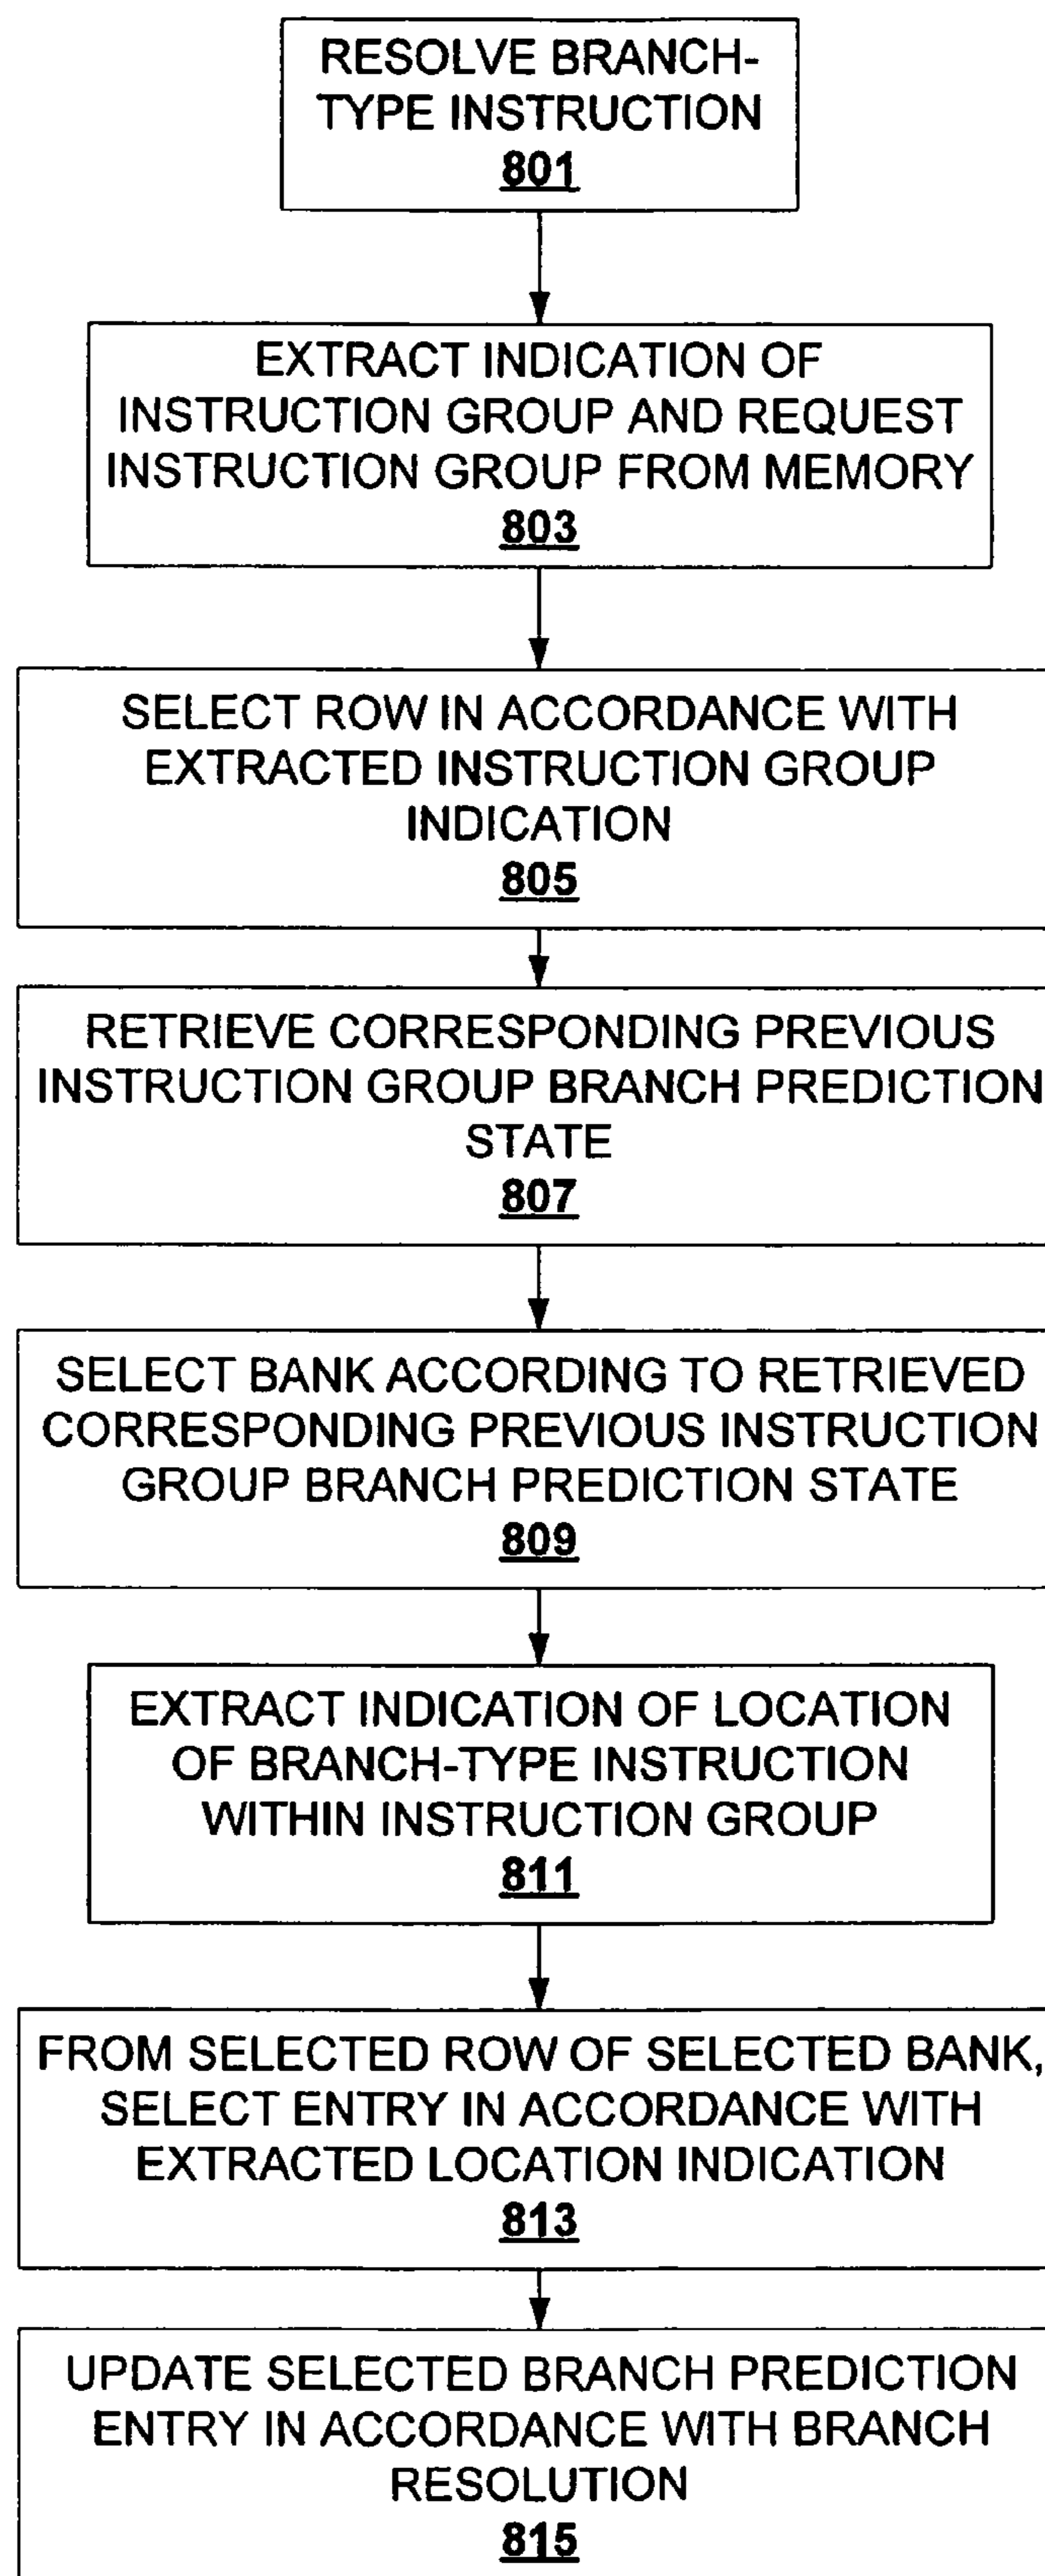 RESOLVE BRANCH-
TYPE INSTRUCTION
801
EXTRACT INDICATION OF
INSTRUCTION GROUP AND REQUEST
INSTRUCTION GROUP FROM MEMORY
803
SELECT ROW IN ACCORDANCE WITH
EXTRACTED INSTRUCTION GROUP
INDICATION
805
RETRIEVE CORRESPONDING PREVIOUS
INSTRUCTION GROUP BRANCH PREDICTION
STATE
807
SELECT BANK ACCORDING TO RETRIEVED
CORRESPONDING PREVIOUS INSTRUCTION
GROUP BRANCH PREDICTION STATE
809
EXTRACT INDICATION OF LOCATION
OF BRANCH-TYPE INSTRUCTION
WITHIN INSTRUCTION GROUP
811
FROM SELECTED ROW OF SELECTED BANK,
SELECT ENTRY IN ACCORDANCE WITH
EXTRACTED LOCATION INDICATION
813
UPDATE SELECTED BRANCH PREDICTION
ENTRY IN ACCORDANCE WITH BRANCH
RESOLUTION
815